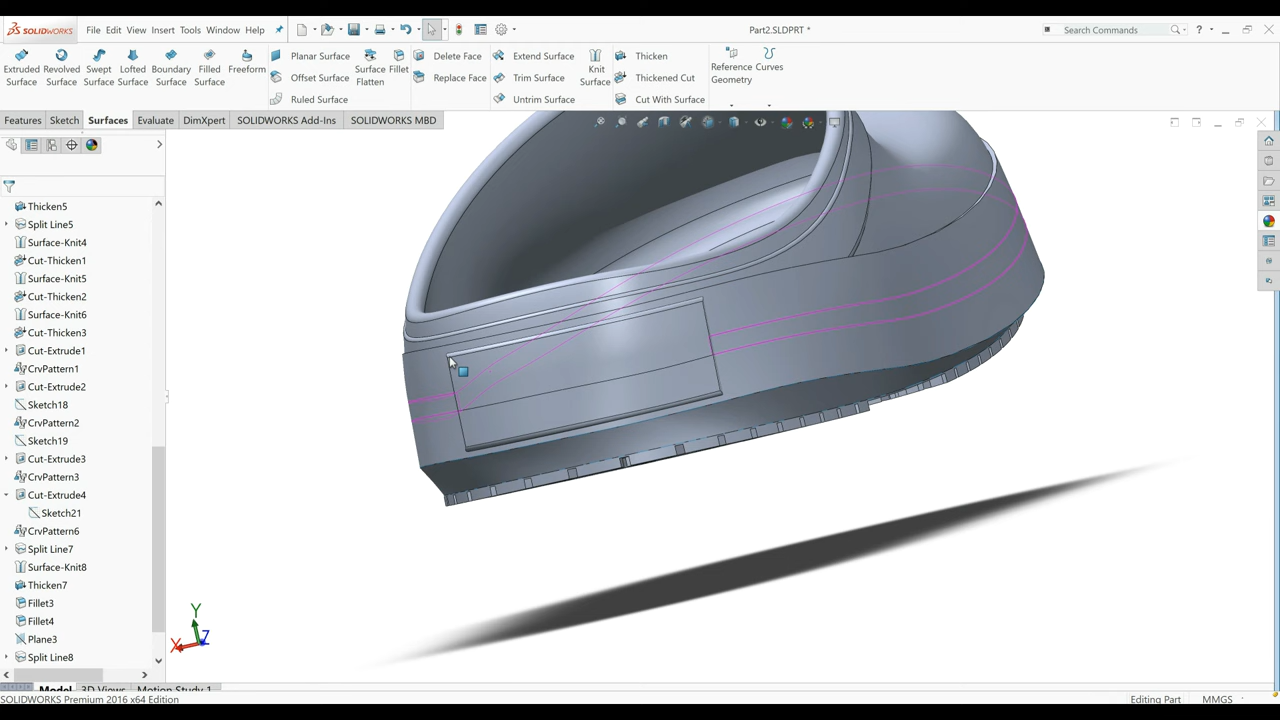 SOLIDWORKS File Edit View Insert Tools Window Help Part2.SLDPRT * Search Commands
Extruded Surface Revolved Surface Swept Surface Lofted Surface Boundary Surface Filled Surface Freeform
Planar Surface
Offset Surface
Ruled Surface
Surface Flatten Fillet
Delete Face
Replace Face
Extend Surface
Trim Surface
Untrim Surface
Knit Surface
Thicken
Thickened Cut
Cut With Surface
Reference Geometry Curves
Features Sketch Surfaces Evaluate DimXpert SOLIDWORKS Add-Ins SOLIDWORKS MBD
Thicken5
Split Line5
Surface-Knit4
Cut-Thicken1
Surface-Knit5
Cut-Thicken2
Surface-Knit6
Cut-Thicken3
Cut-Extrude1
CrvPattern1
Cut-Extrude2
Sketch18
CrvPattern2
Sketch19
Cut-Extrude3
CrvPattern3
Cut-Extrude4
Sketch21
CrvPattern6
Split Line7
Surface-Knit8
Thicken7
Fillet3
Fillet4
Plane3
Split Line8
Y
X Z
Model 3D Views Motion Study 1
SOLIDWORKS Premium 2016 x64 Edition Editing Part MMGS